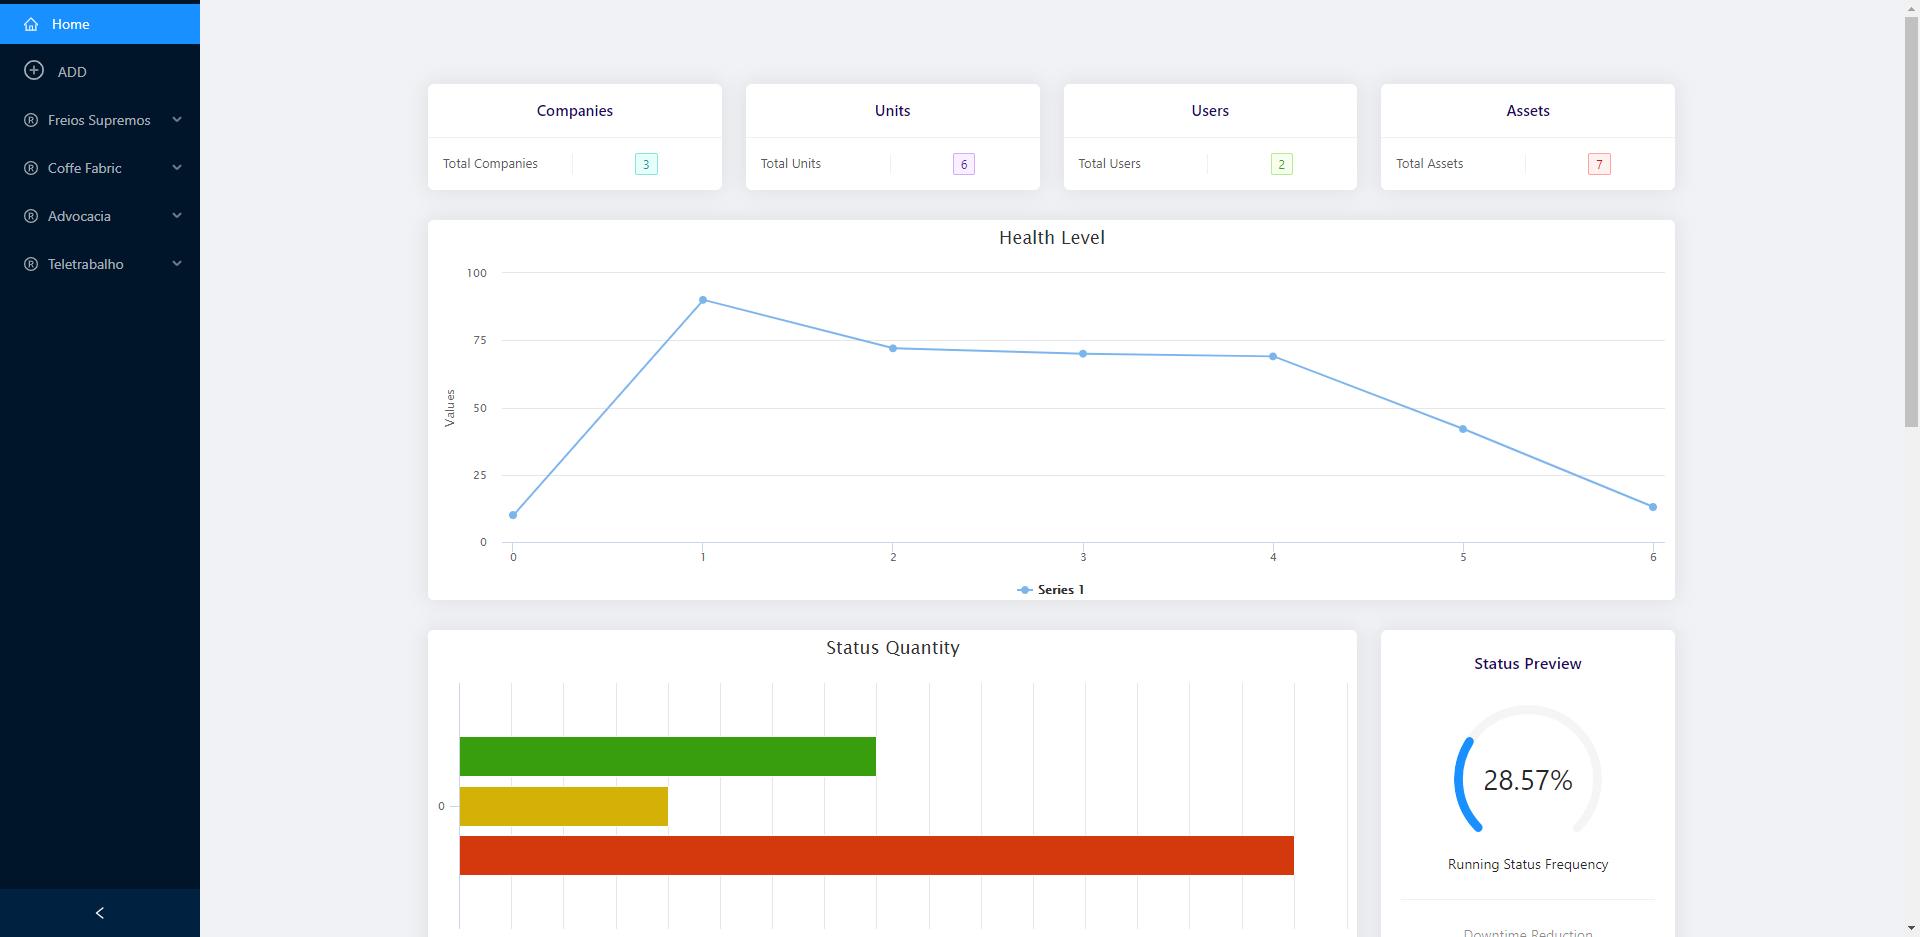 Home
ADD
Freios Supremos
Coffe Fabric
Advocacia
Teletrabalho
Companies
Total Companies
3
Units
Total Units
6
Users
Total Users
2
Assets
Total Assets
7
Health Level
100
75
50
25
0
Values
0 1 2 3 4 5 6
Series 1
Status Quantity
0
Status Preview
28.57%
Running Status Frequency
Downtime Reduction